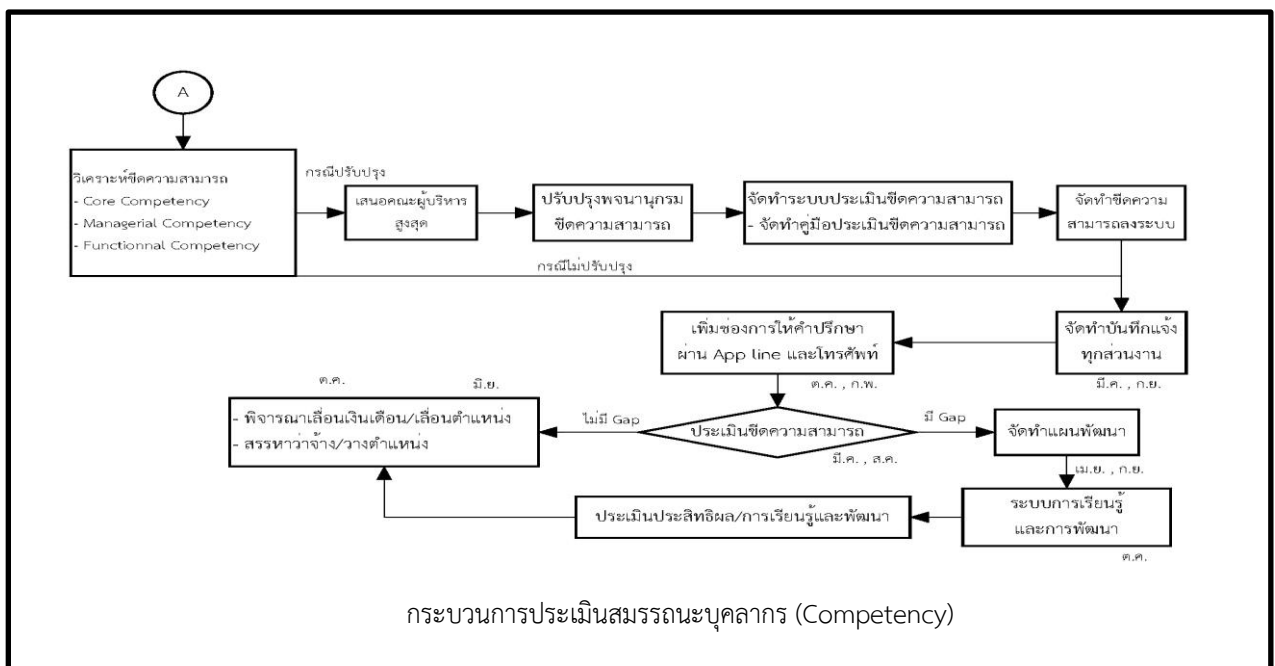 A
วิเคราะห์ขีดความสามารถ
- Core Competency
- Managerial Competency
- Functionnal Competency
กรณีปรับปรุง
เสนอคณะผู้บริหาร
สูงสุด
ปรับปรุงพจนานุกรม
ขีดความสามารถ
จัดทำระบบประเมินขีดความสามารถ
- จัดทำคู่มือประเมินขีดความสามารถ
จัดทำขีดความ
สามารถลงระบบ
กรณีไม่ปรับปรุง
จัดทำบันทึกแจ้ง
ทุกส่วนงาน
มี.ค. , ก.ย.
เพิ่มช่องการให้คำปรึกษา
ผ่าน App line และโทรศัพท์
ต.ค. , ก.พ.
ประเมินขีดความสามารถ
มี.ค. , ส.ค.
ไม่มี Gap
มี Gap
ต.ค.
มิ.ย.
- พิจารณาเลื่อนเงินเดือน/เลื่อนตำแหน่ง
- สรรหาว่าจ้าง/วางตำแหน่ง
จัดทำแผนพัฒนา
เม.ย. , ก.ย.
ระบบการเรียนรู้
และการพัฒนา
ต.ค.
ประเมินประสิทธิผล/การเรียนรู้และพัฒนา
กระบวนการประเมินสมรรถนะบุคลากร (Competency)